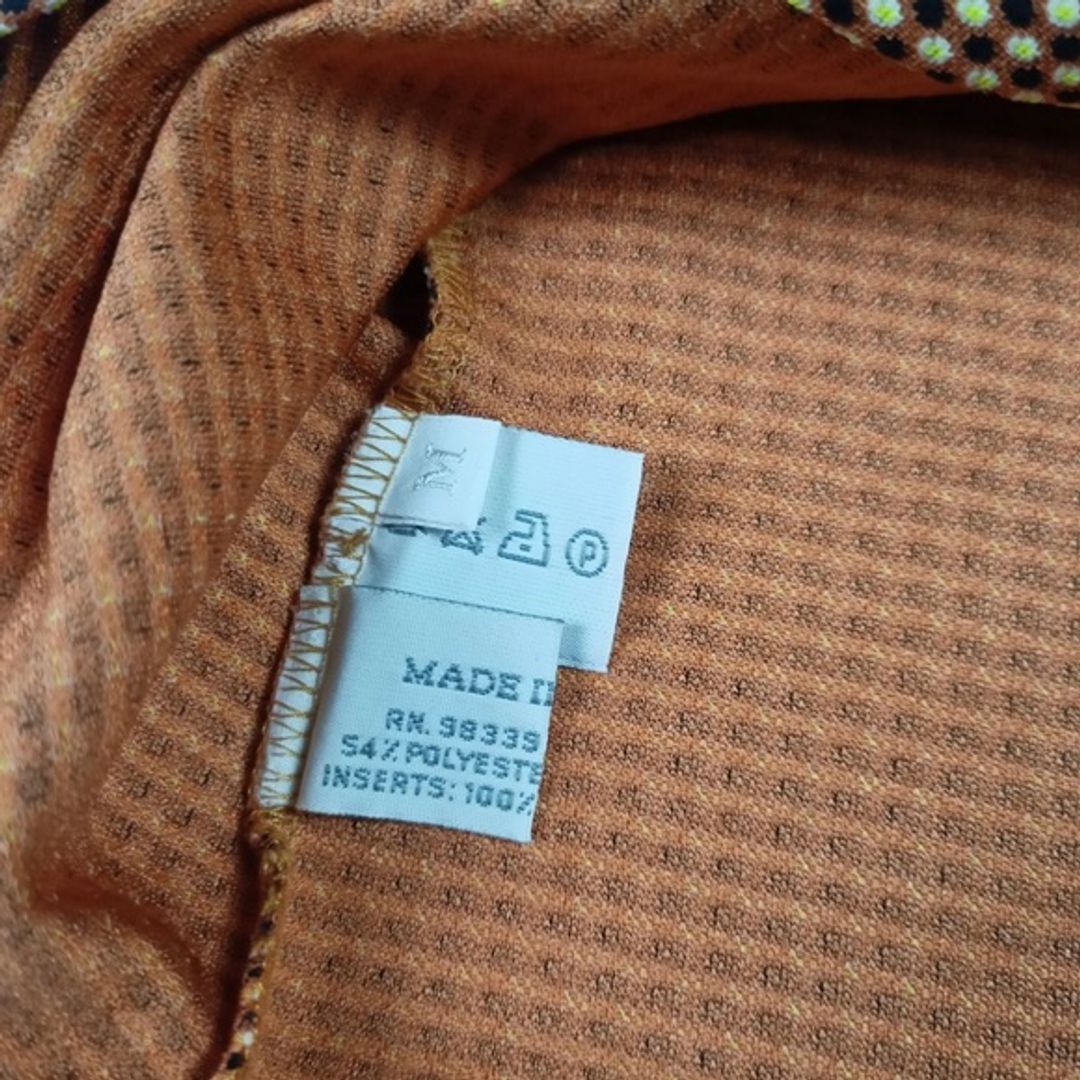 M
P
MADE I
RN. 98339
54% POLYESTE
INSERTS: 100%